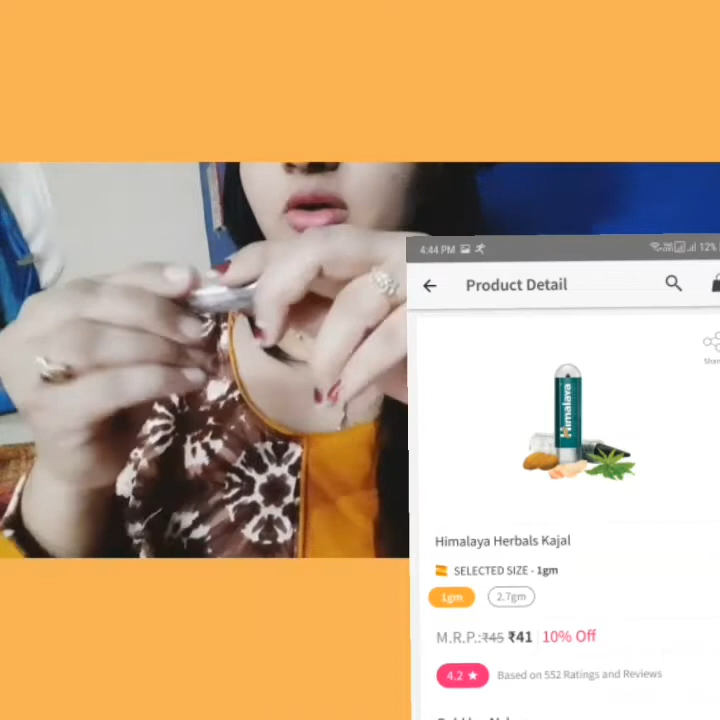 4:44 PM
12%
Product Detail
Himalaya
Himalaya Herbals Kajal
SELECTED SIZE - 1gm
1gm 2.7gm
M.R.P.:₹45 ₹41 10% Off
4.2 ★ Based on 552 Ratings and Reviews